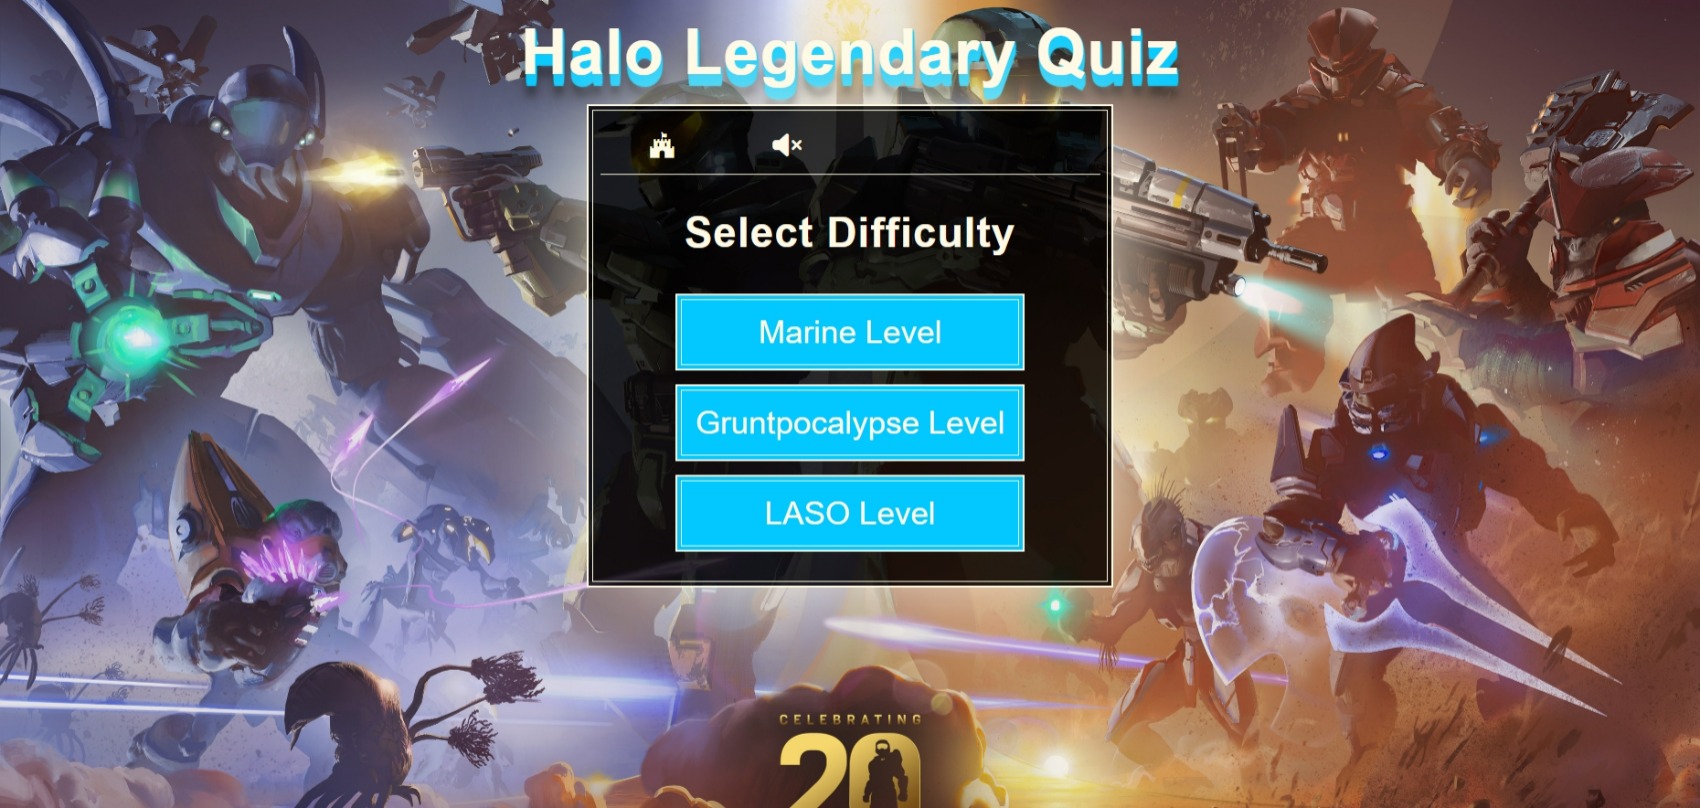 Halo Legendary Quiz
Select Difficulty
Marine Level
Gruntpocalypse Level
LASO Level
CELEBRATING
20